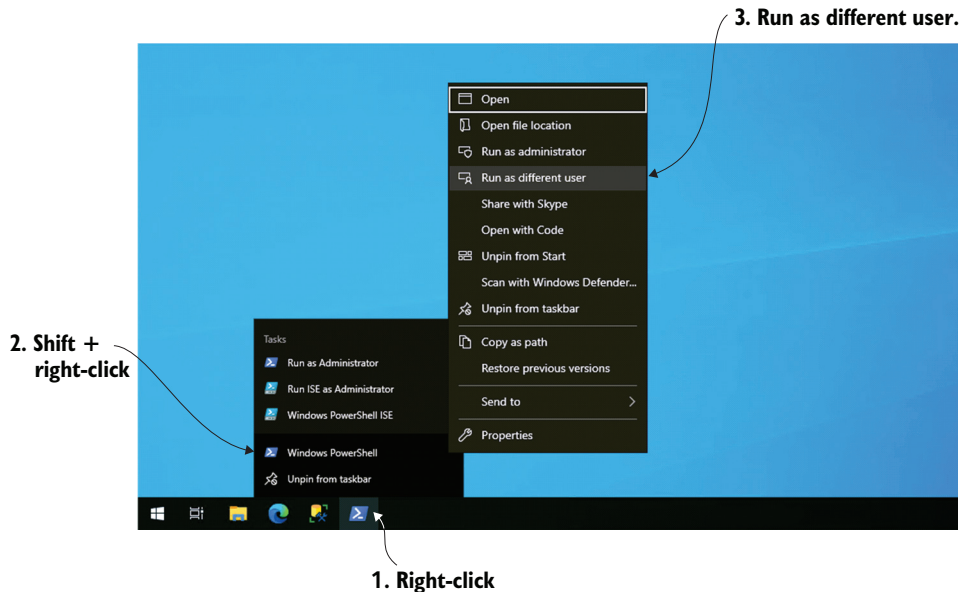 3. Run as different user.
Open
Open file location
Run as administrator
Run as different user
Share with Skype
Open with Code
Unpin from Start
Scan with Windows Defender...
Unpin from taskbar
Copy as path
Restore previous versions
Send to
Properties
2. Shift +
right-click
Tasks
Run as Administrator
Run ISE as Administrator
Windows PowerShell ISE
Windows PowerShell
Unpin from taskbar
1. Right-click